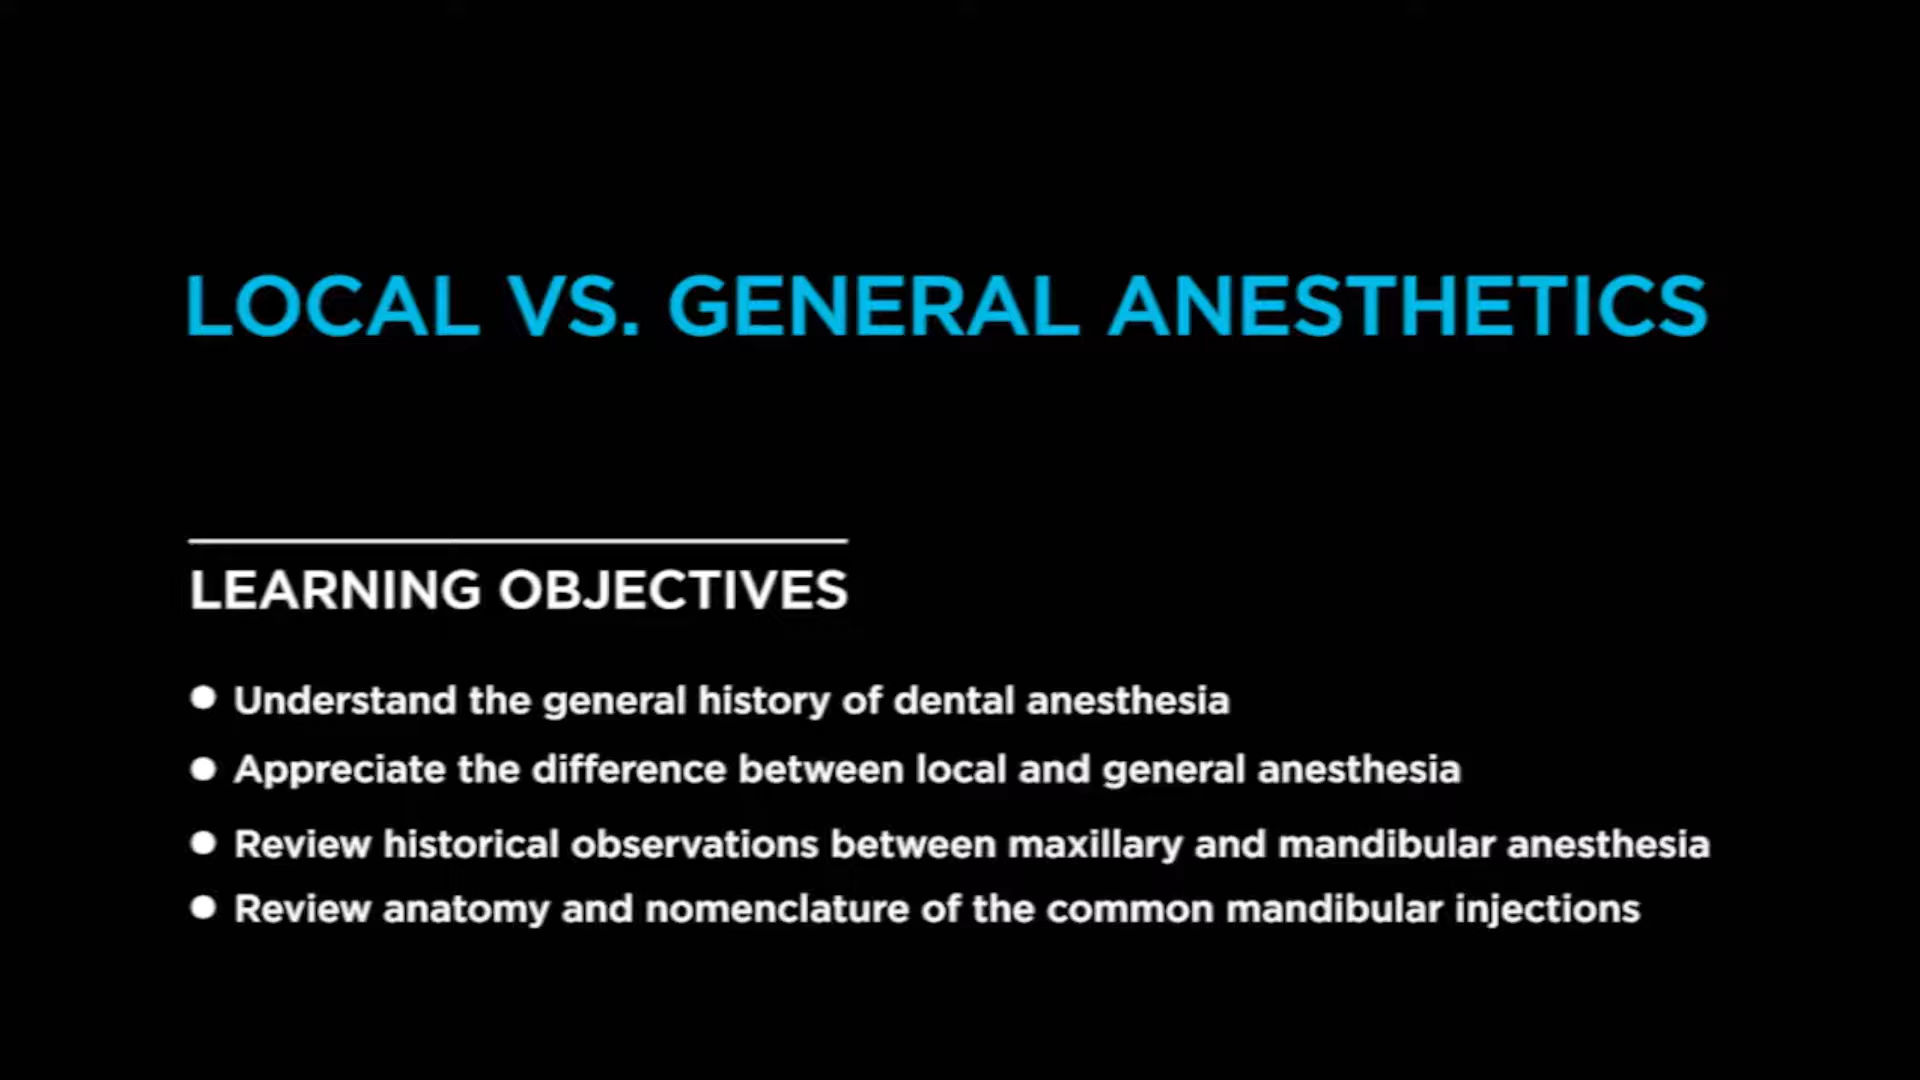 LOCAL VS. GENERAL ANESTHETICS
LEARNING OBJECTIVES
● Understand the general history of dental anesthesia
● Appreciate the difference between local and general anesthesia
● Review historical observations between maxillary and mandibular anesthesia
● Review anatomy and nomenclature of the common mandibular injections